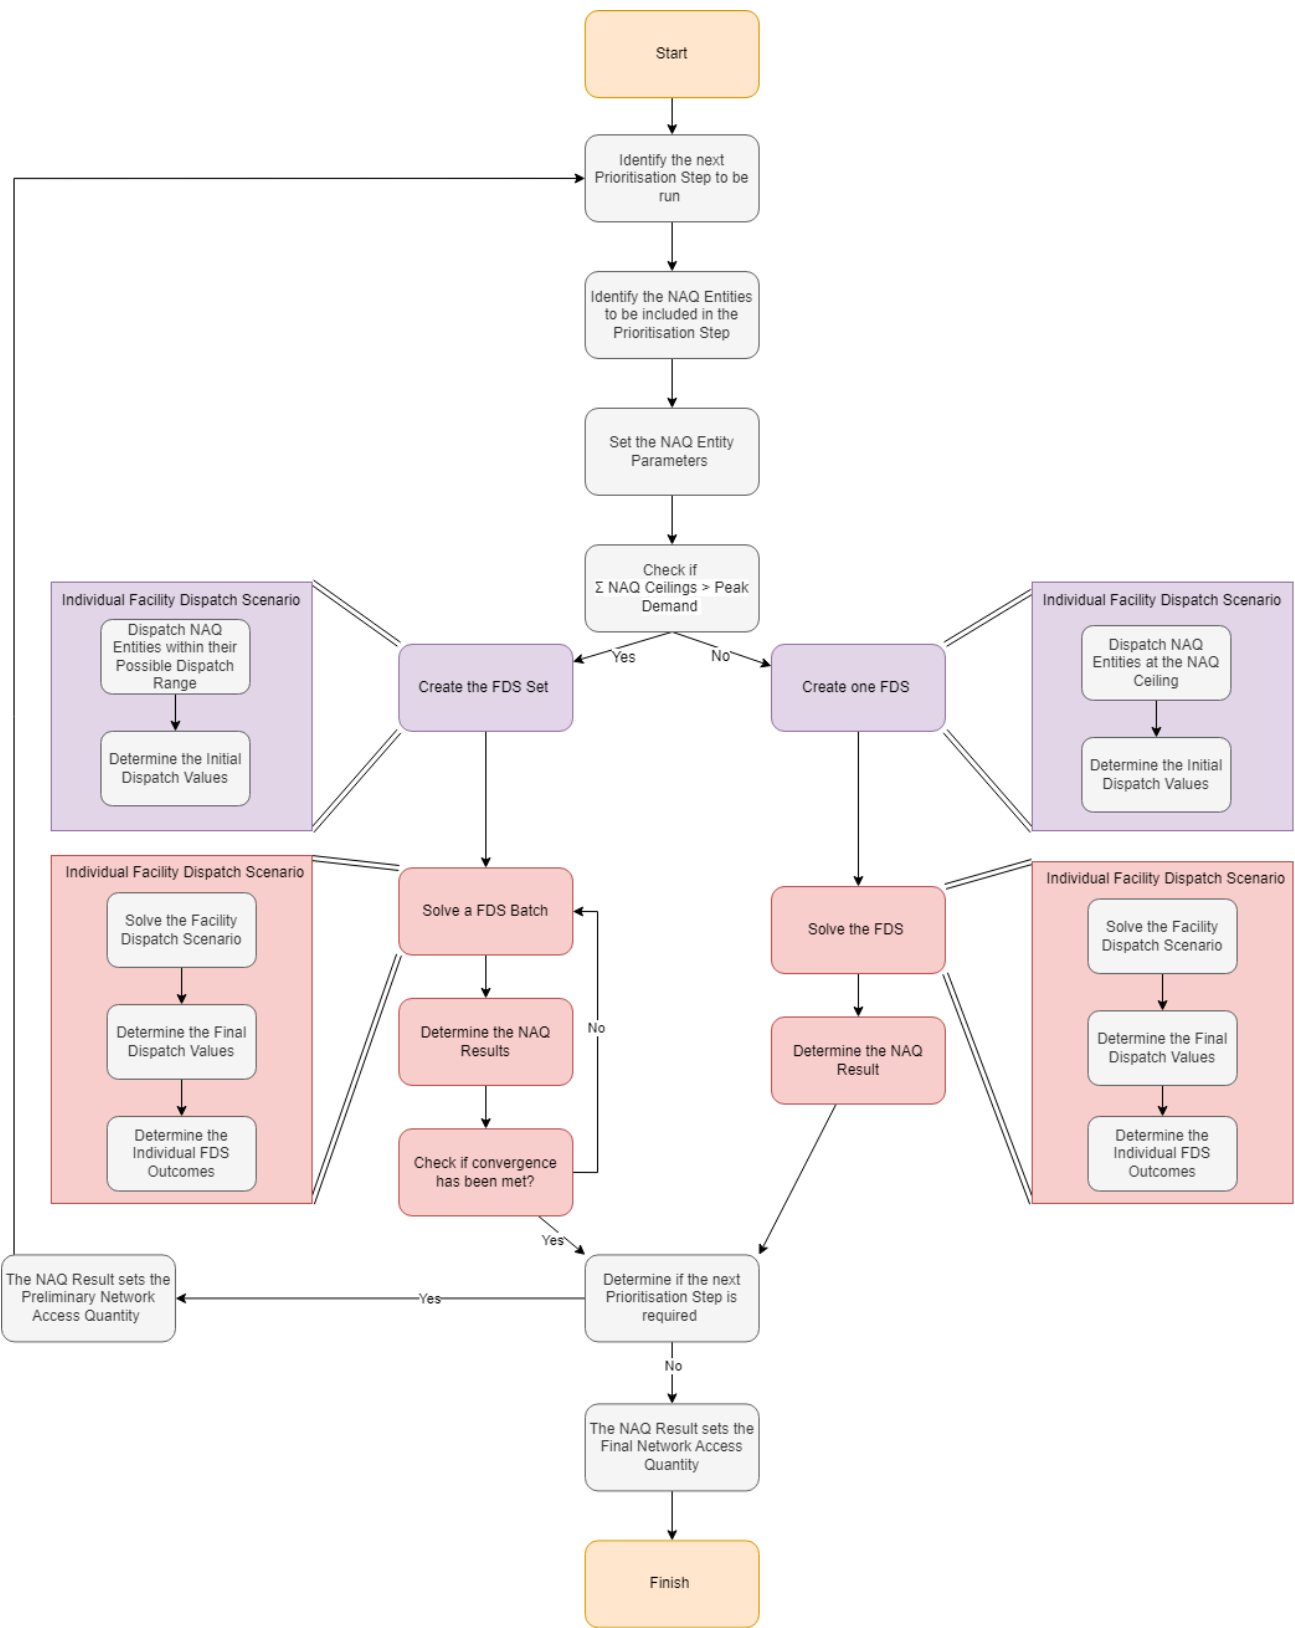 Start
Identify the next
Prioritisation Step to be
run
Identify the NAQ Entities
to be included in the
Prioritisation Step
Set the NAQ Entity
Parameters
Check if
Σ NAQ Ceilings > Peak
Demand
Yes
No
Individual Facility Dispatch Scenario
Dispatch NAQ
Entities within their
Possible Dispatch
Range
Determine the Initial
Dispatch Values
Create the FDS Set
Create one FDS
Individual Facility Dispatch Scenario
Dispatch NAQ
Entities at the NAQ
Ceiling
Determine the Initial
Dispatch Values
Individual Facility Dispatch Scenario
Solve the Facility
Dispatch Scenario
Determine the Final
Dispatch Values
Determine the
Individual FDS
Outcomes
Solve a FDS Batch
Determine the NAQ
Results
No
Check if convergence
has been met?
Yes
Solve the FDS
Determine the NAQ
Result
Individual Facility Dispatch Scenario
Solve the Facility
Dispatch Scenario
Determine the Final
Dispatch Values
Determine the
Individual FDS
Outcomes
The NAQ Result sets the
Preliminary Network
Access Quantity
Yes
Determine if the next
Prioritisation Step is
required
No
The NAQ Result sets the
Final Network Access
Quantity
Finish